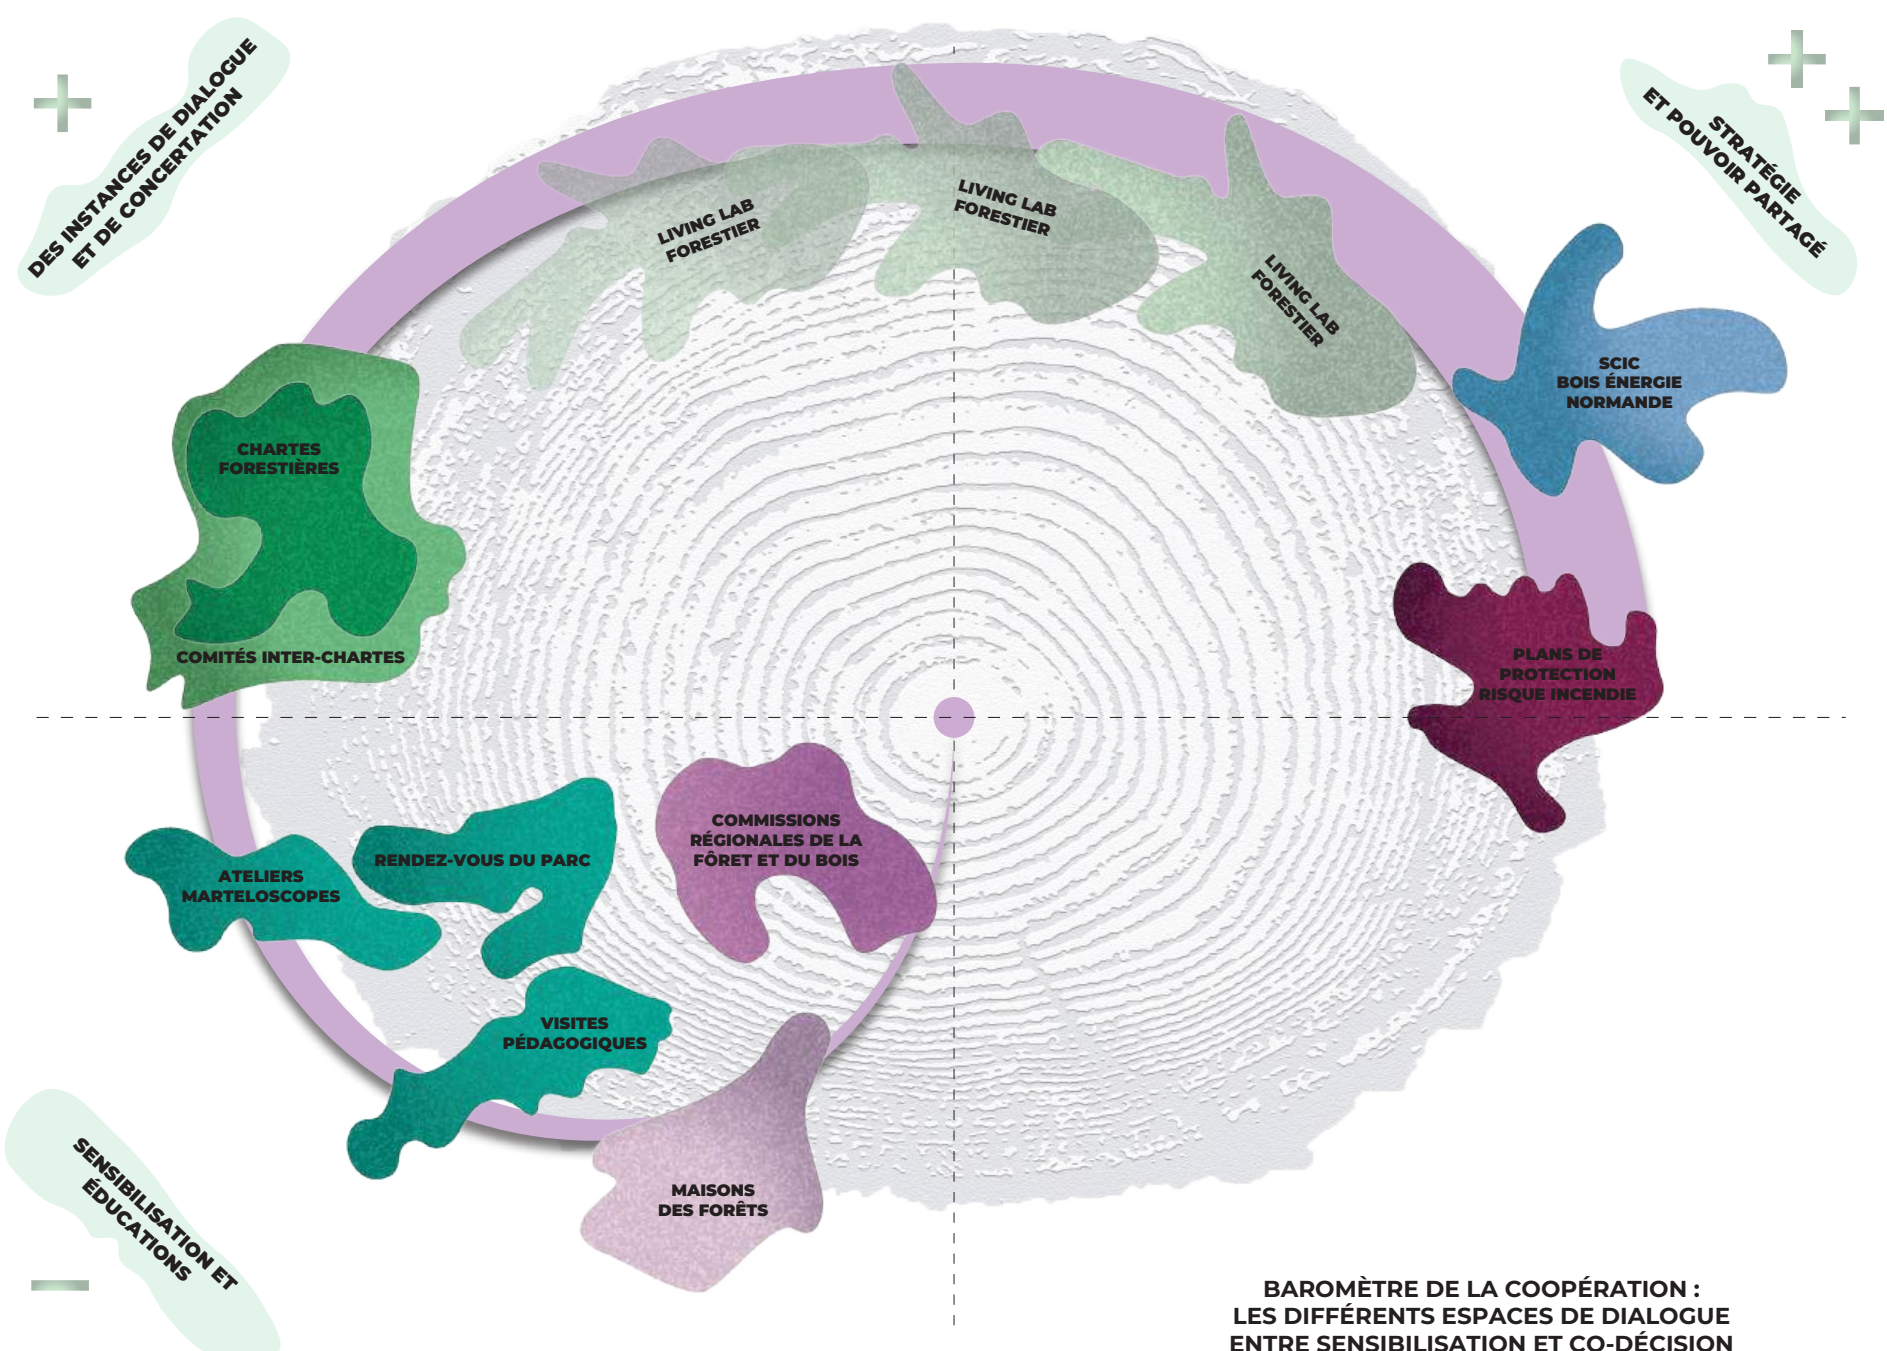 DES INSTANCES DE DIALOGUE
ET DE CONCERTATION
STRATÉGIE
ET POUVOIR PARTAGÉ
LIVING LAB
FORESTIER
LIVING LAB
FORESTIER
LIVING LAB
FORESTIER
SCIC
BOIS ÉNERGIE
NORMANDE
CHARTES
FORESTIÈRES
COMITÉS INTER-CHARTES
PLANS DE
PROTECTION
RISQUE INCENDIE
COMMISSIONS
RÉGIONALES DE LA
FÔRET ET DU BOIS
RENDEZ-VOUS DU PARC
ATELIERS
MARTELOSCOPES
VISITES
PÉDAGOGIQUES
MAISONS
DES FORÊTS
SENSIBILISATION ET
ÉDUCATIONS
BAROMÈTRE DE LA COOPÉRATION :
LES DIFFÉRENTS ESPACES DE DIALOGUE
ENTRE SENSIBILISATION ET CO-DÉCISION